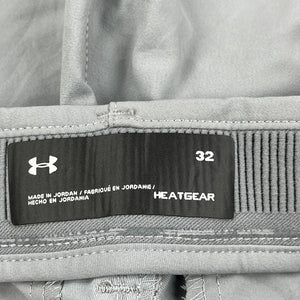 32
MADE IN JORDAN / FABRIQUÉ EN JORDANIE /
HECHO EN JORDANIA
HEATGEAR